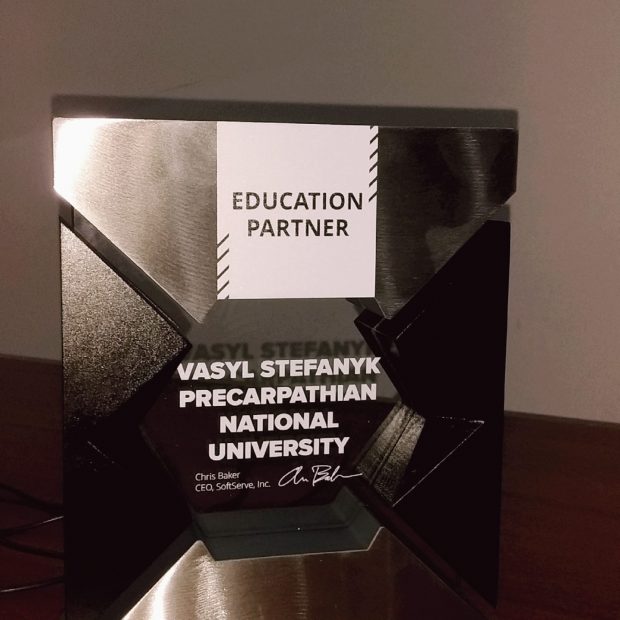 EDUCATION
PARTNER
VASYL STEFANYK
PRECARPATHIAN
NATIONAL
UNIVERSITY
Chris Baker
CEO, SoftServe, Inc.